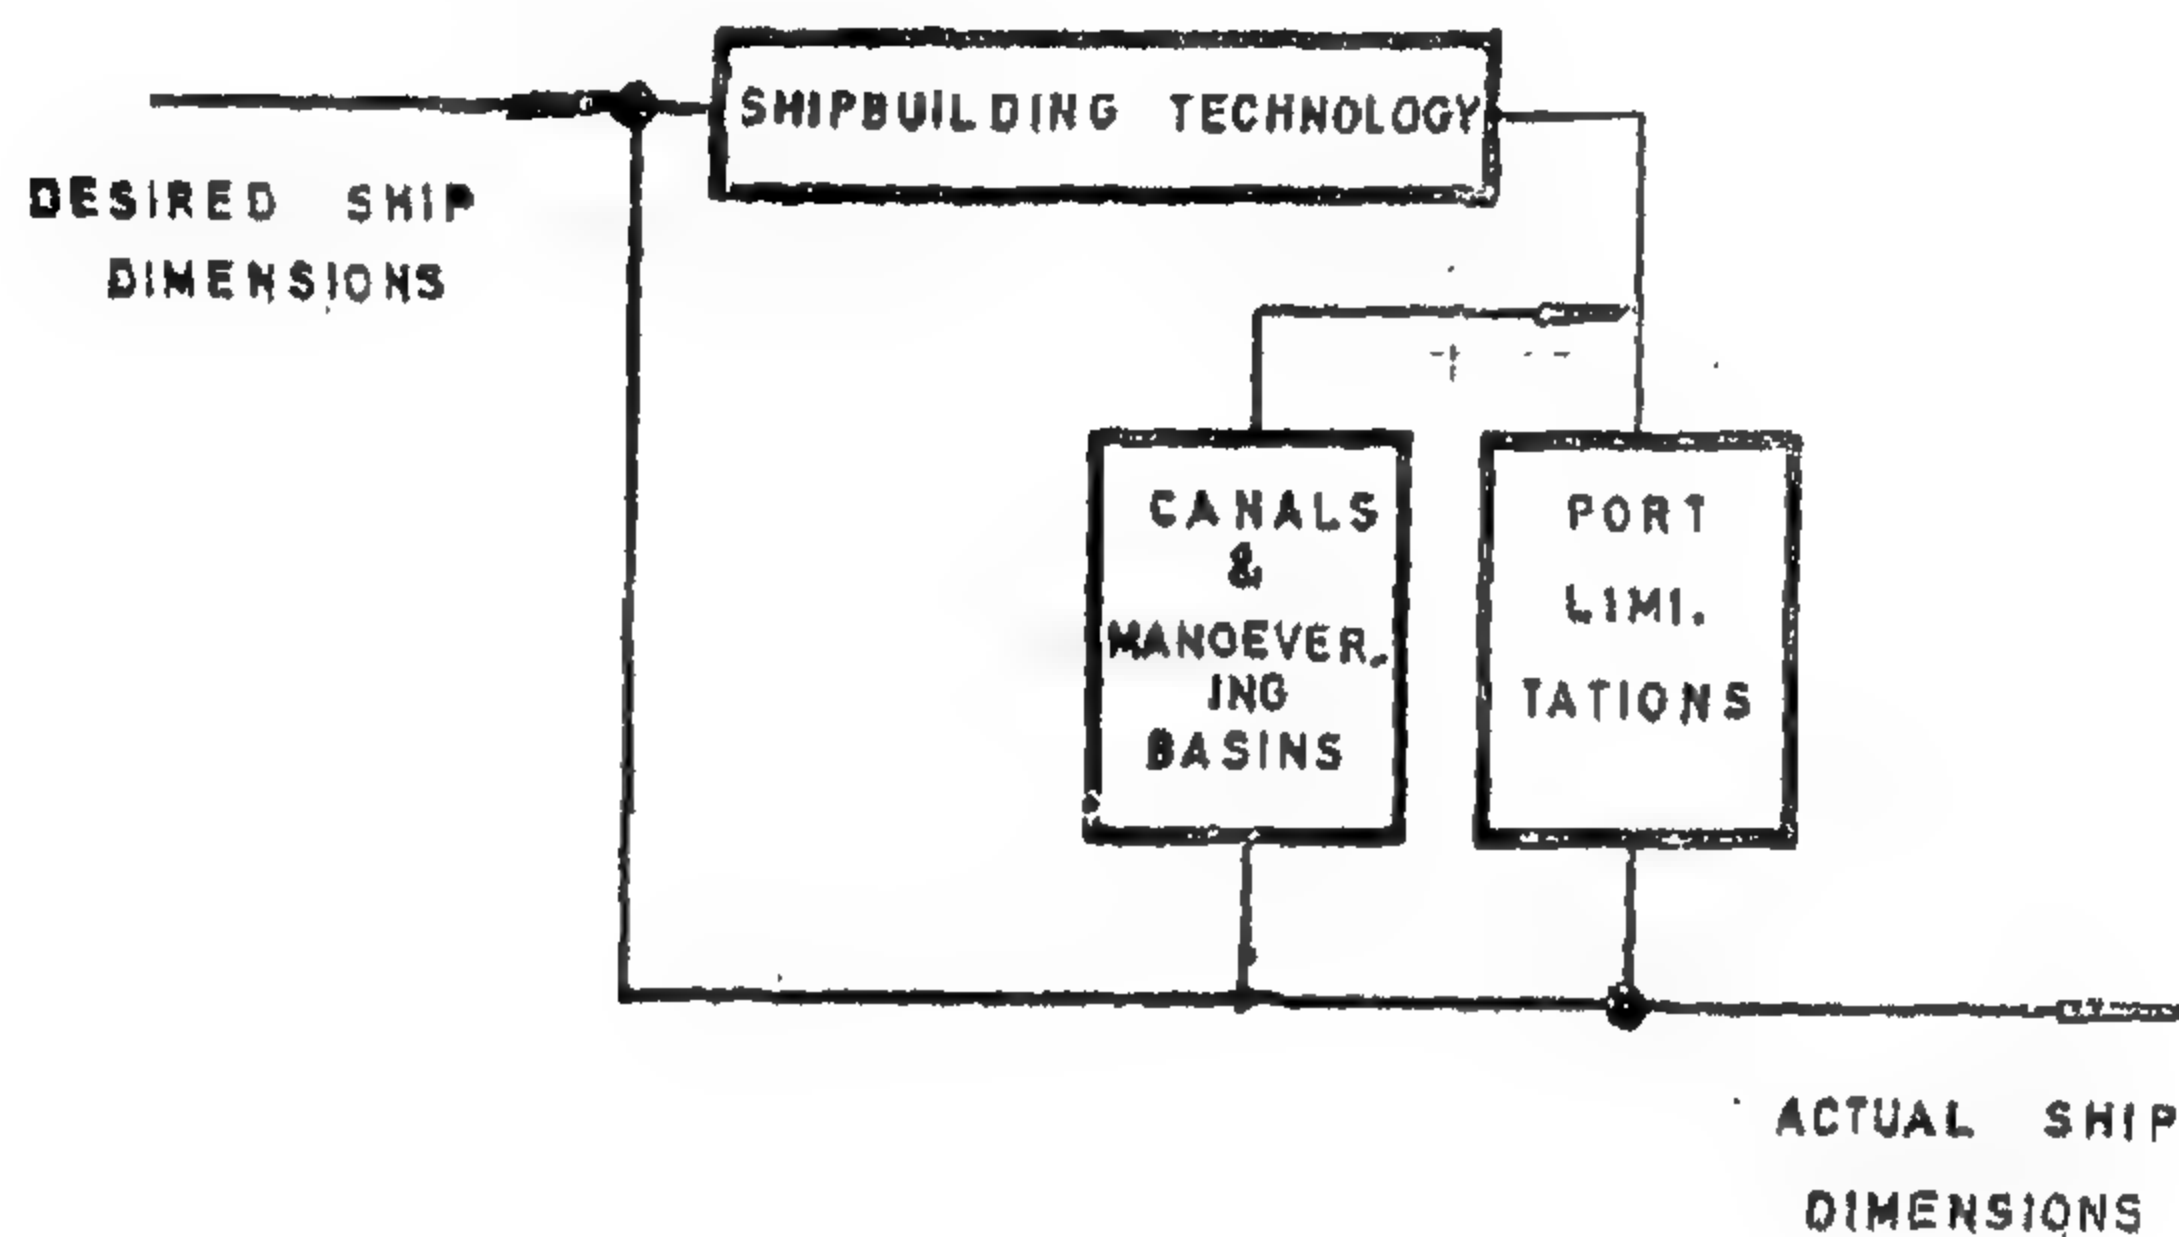 SHIPBUILDING TECHNOLOGY
DESIRED SHIP
DIMENSIONS
CANALS
&
MANOEVER.
ING
BASINS
PORT
LIMI.
TATIONS
ACTUAL SHIP
DIMENSIONS